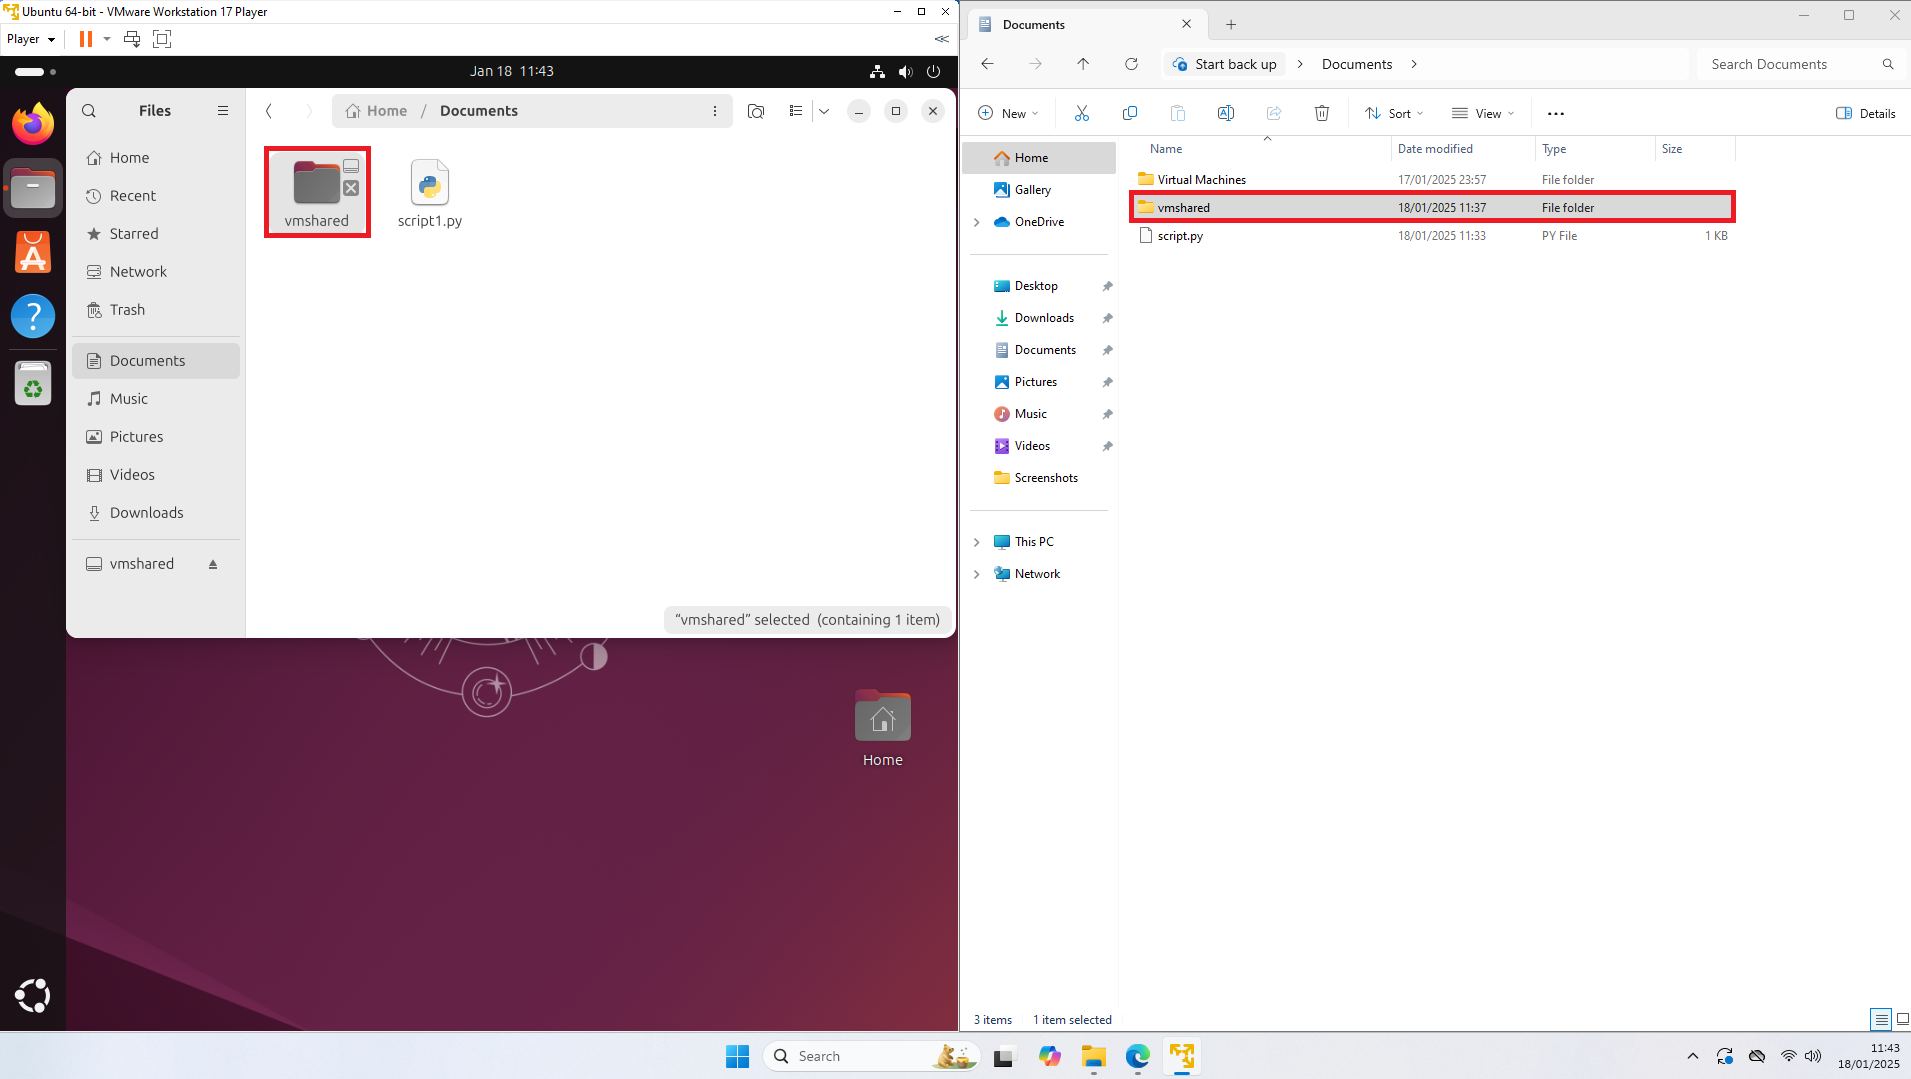 Ubuntu 64-bit - VMware Workstation 17 Player
Player
Jan 18 11:43
Files
Home / Documents
Home
Recent
Starred
Network
Trash
Documents
Music
Pictures
Videos
Downloads
vmshared
vmshared
script1.py
"vmshared" selected (containing 1 item)
Home
Documents
Start back up
Documents
Search Documents
New
Sort
View
Details
Home
Gallery
OneDrive
Desktop
Downloads
Documents
Pictures
Music
Videos
Screenshots
This PC
Network
Name Date modified Type Size
Virtual Machines 17/01/2025 23:57 File folder
vmshared 18/01/2025 11:37 File folder
script.py 18/01/2025 11:33 PY File 1 KB
3 items 1 item selected
Search
11:43
18/01/2025